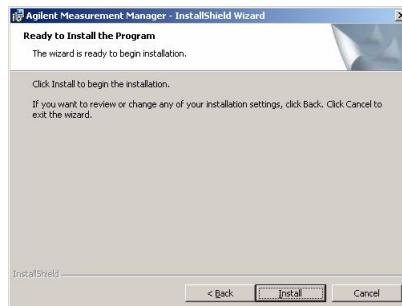 Agilent Measurement Manager - InstallShield Wizard
Ready to Install the Program
The wizard is ready to begin installation.
Click Install to begin the installation.
If you want to review or change any of your installation settings, click Back. Click Cancel to
exit the wizard.
InstallShield
< Back Install Cancel